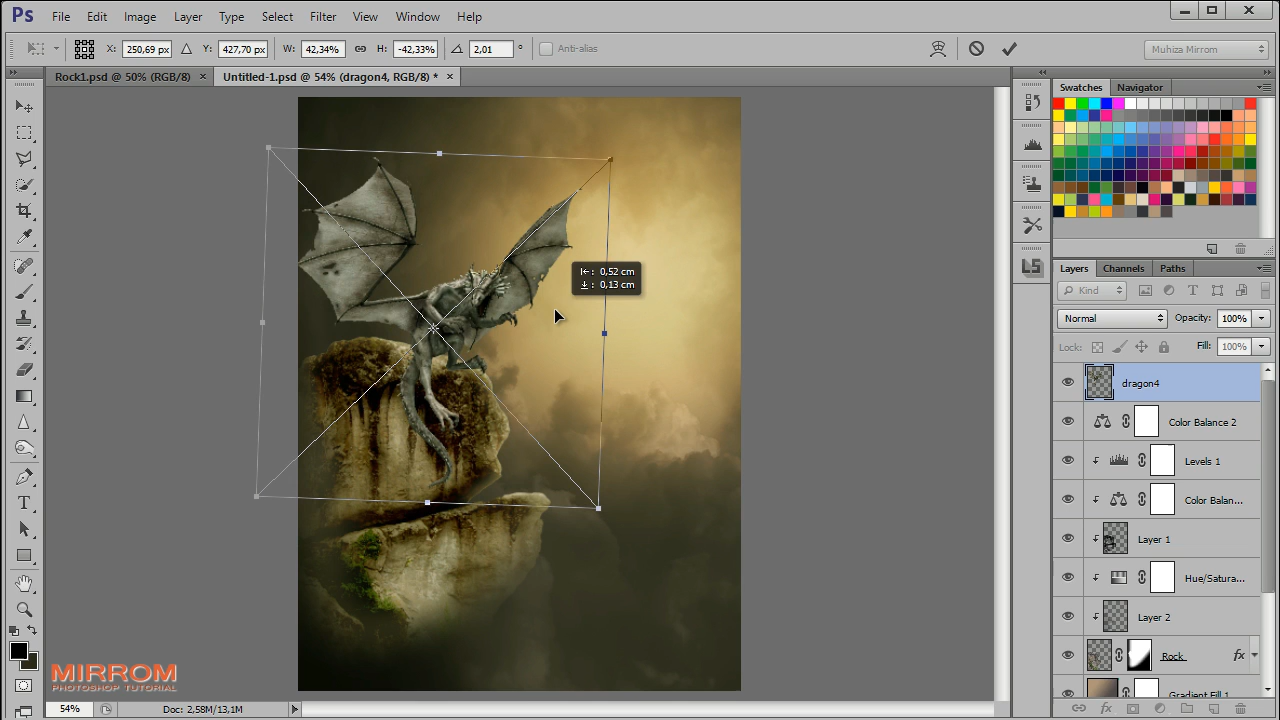 Ps File Edit Image Layer Type Select Filter View Window Help
X: 250,69 px Y: 427,70 px W: 42,34% H: -42,33% 2,01 ° Anti-alias Muhiza Mirrom
Rock1.psd @ 50% (RGB/8) × Untitled-1.psd @ 54% (dragon4, RGB/8) * ×
Swatches Navigator
0,52 cm
0,13 cm
Layers Channels Paths
Kind
Normal Opacity: 100%
Lock: Fill: 100%
dragon4
Color Balance 2
Levels 1
Color Balan...
Layer 1
Hue/Satura...
Layer 2
Rock fx
Gradient Fill 1
MIRROM
PHOTOSHOP TUTORIAL
54% Doc: 2,58M/13,1M